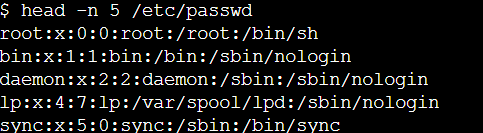 $ head -n 5 /etc/passwd
root:x:0:0:root:/root:/bin/sh
bin:x:1:1:bin:/bin:/sbin/nologin
daemon:x:2:2:daemon:/sbin:/sbin/nologin
lp:x:4:7:lp:/var/spool/lpd:/sbin/nologin
sync:x:5:0:sync:/sbin:/bin/sync